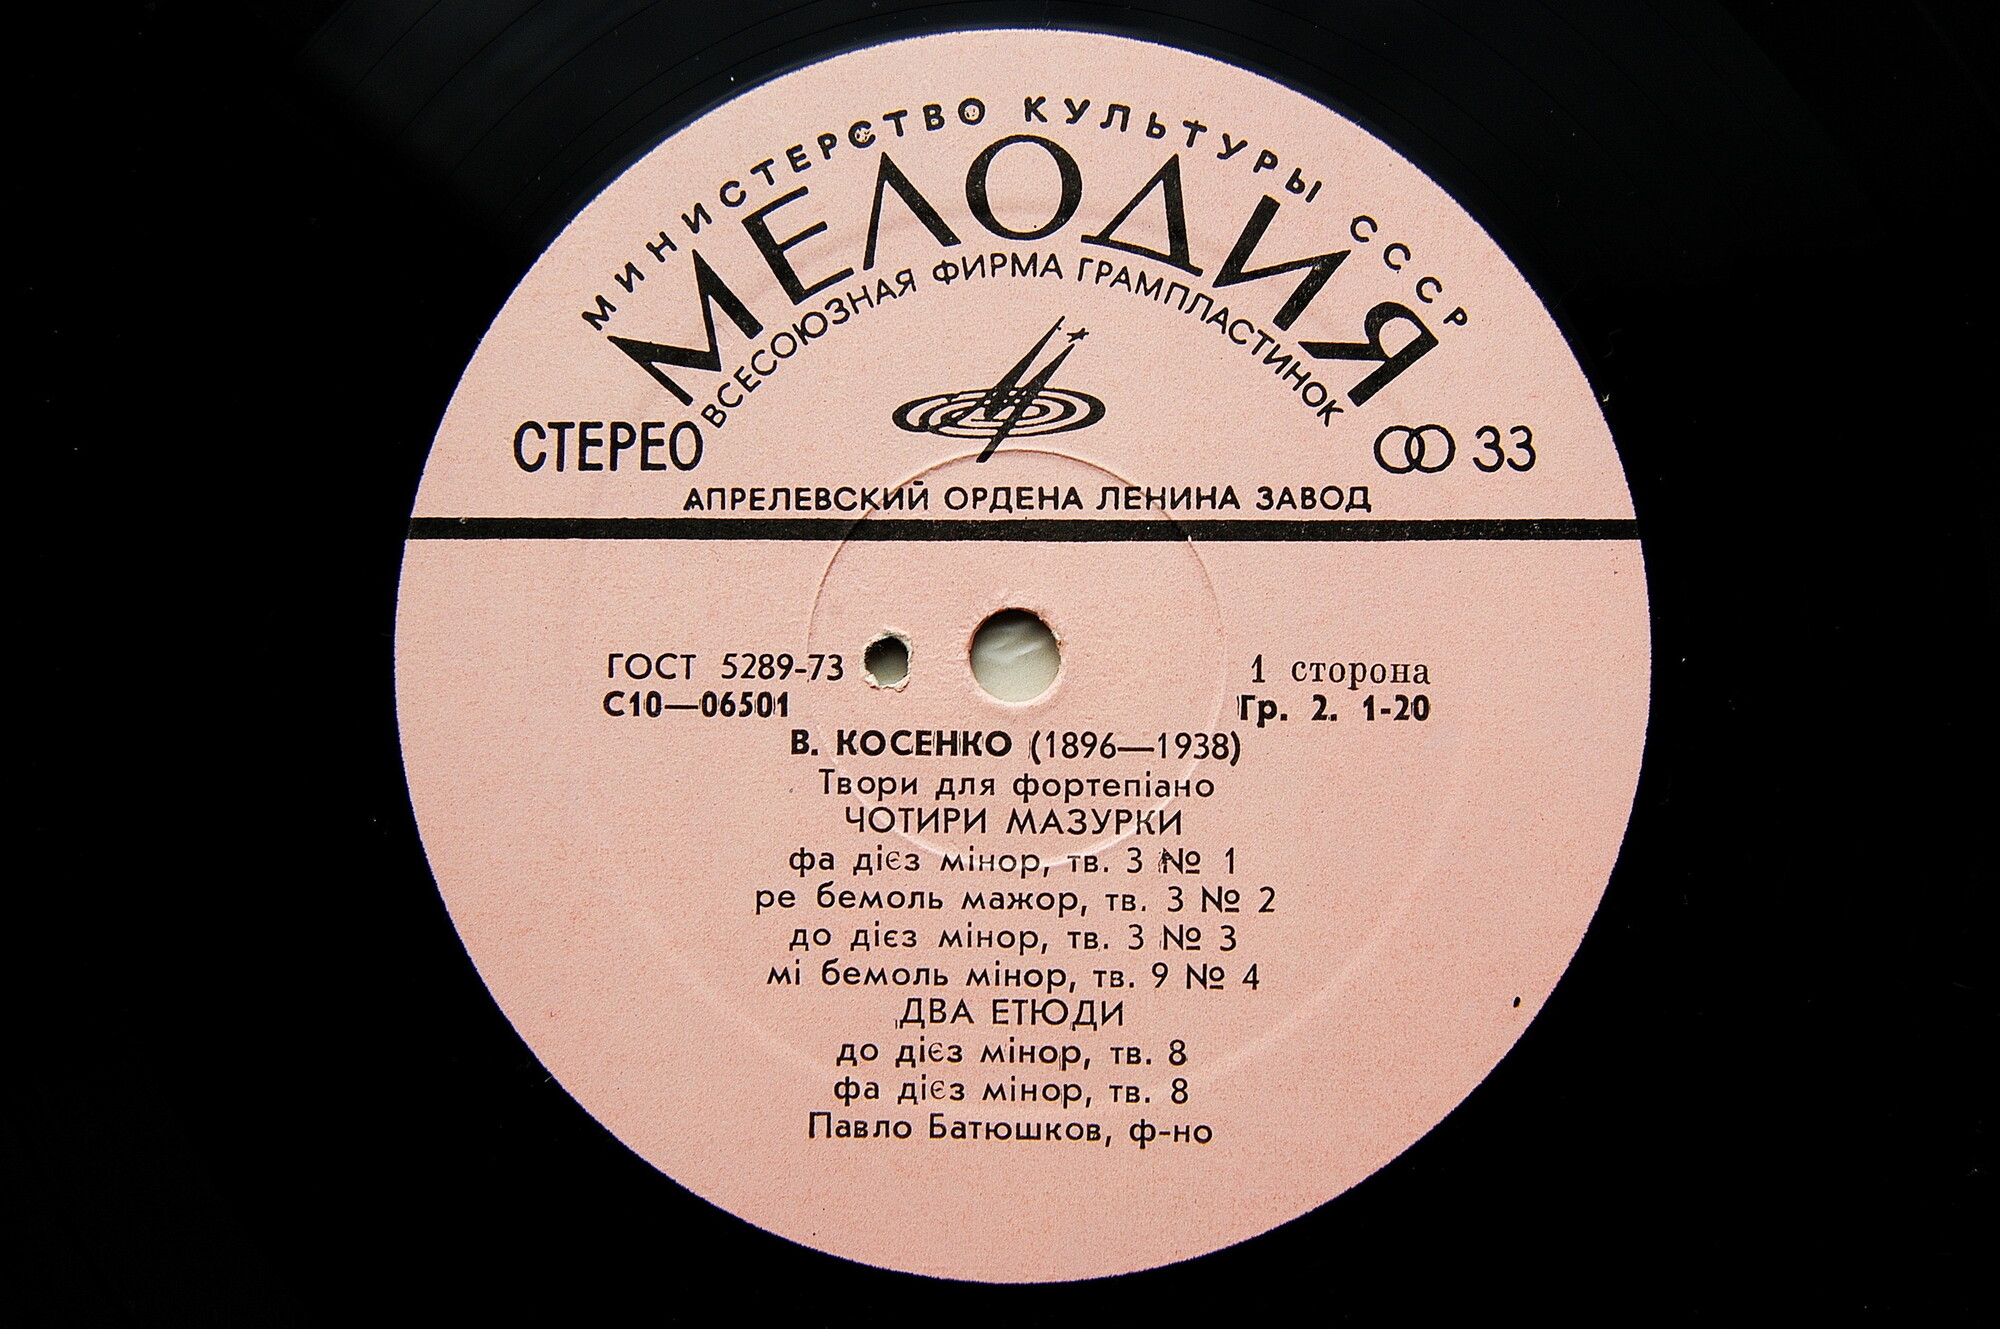 МИНИСТЕРСТВО КУЛЬТУРЫ СССР
МЕЛОДИЯ
ВСЕСОЮЗНАЯ ФИРМА ГРАМПЛАСТИНОК
СТЕРЕО 33
АПРЕЛЕВСКИЙ ОРДЕНА ЛЕНИНА ЗАВОД
ГОСТ 5289-73 1 сторона
С10—06501 Гр. 2. 1-20
В. КОСЕНКО (1896—1938)
Твори для фортепіано
ЧОТИРИ МАЗУРКИ
фа дієз мінор, тв. 3 № 1
ре бемоль мажор, тв. 3 № 2
до дієз мінор, тв. 3 № 3
мі бемоль мінор, тв. 9 № 4
ДВА ЕТЮДИ
до дієз мінор, тв. 8
фа дієз мінор, тв. 8
Павло Батюшков, ф-но